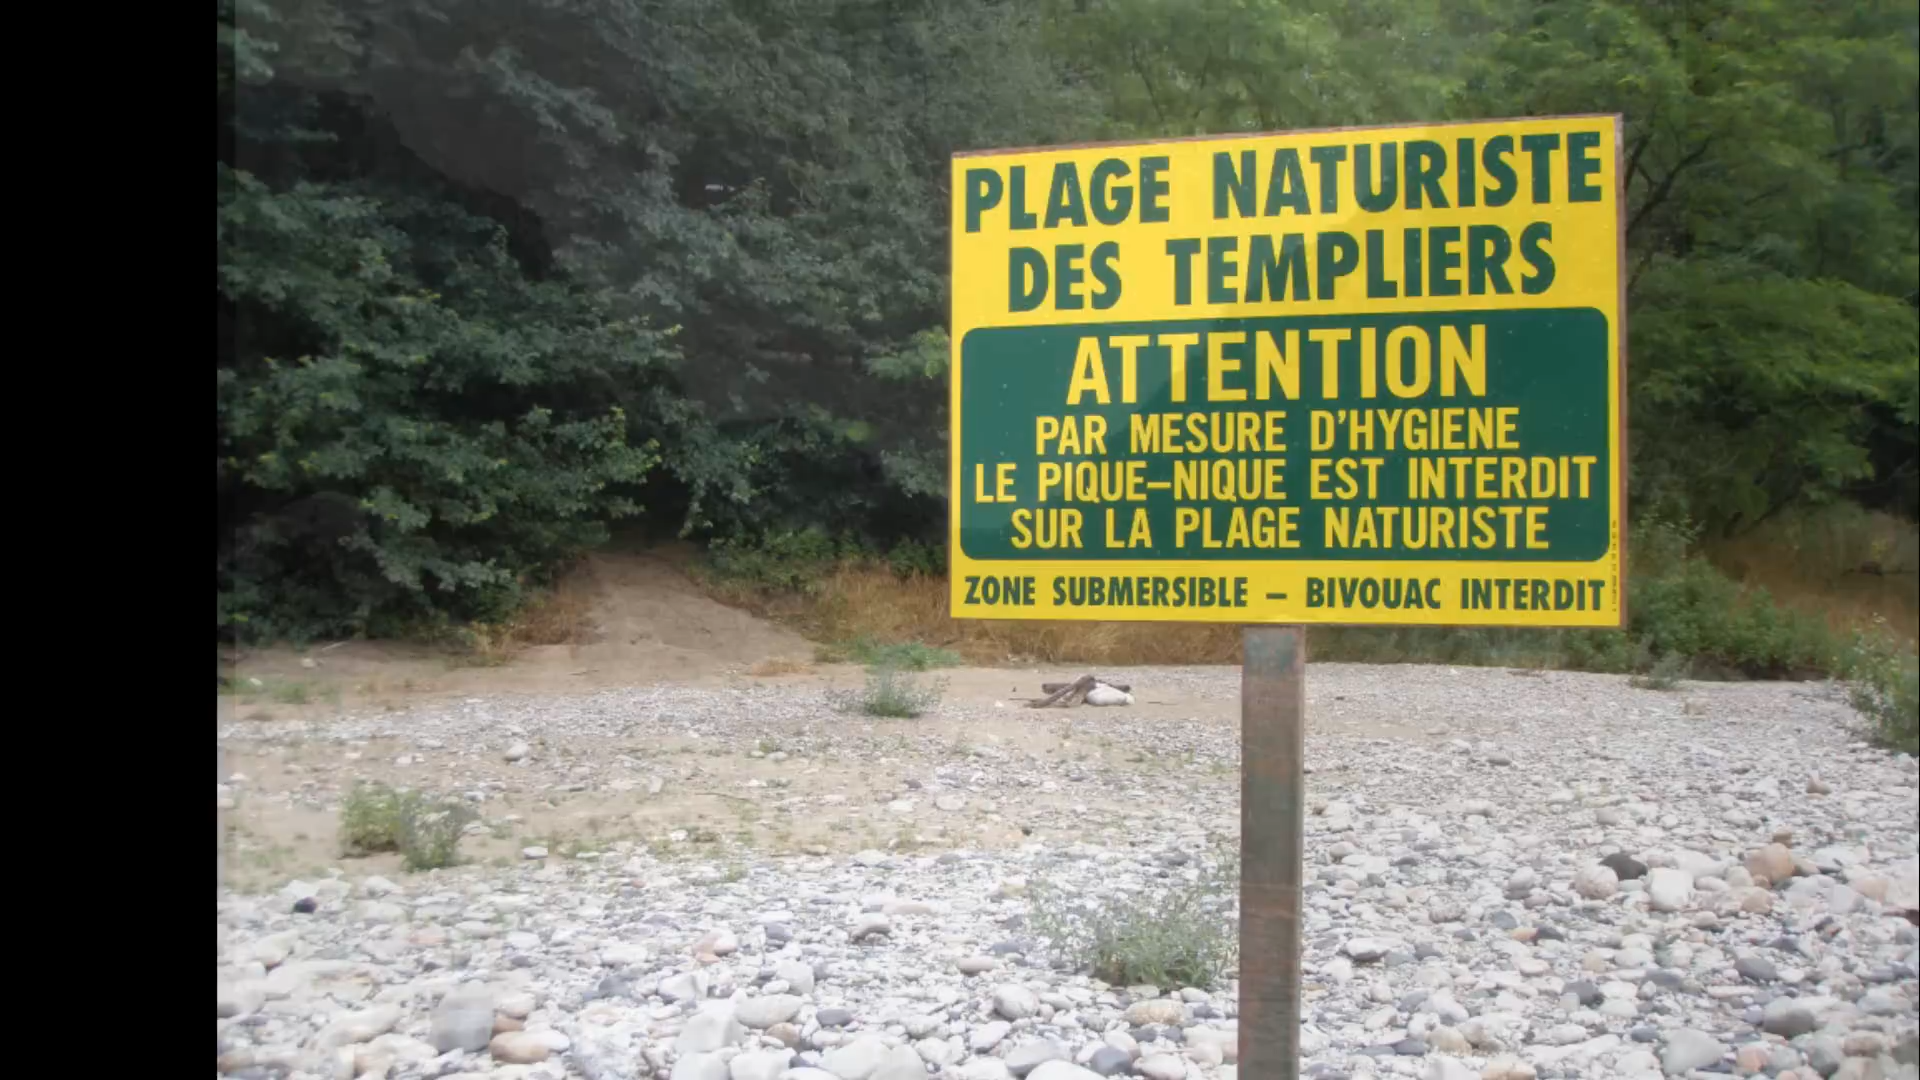 PLAGE NATURISTE
DES TEMPLIERS
ATTENTION
PAR MESURE D'HYGIENE
LE PIQUE-NIQUE EST INTERDIT
SUR LA PLAGE NATURISTE
ZONE SUBMERSIBLE - BIVOUAC INTERDIT